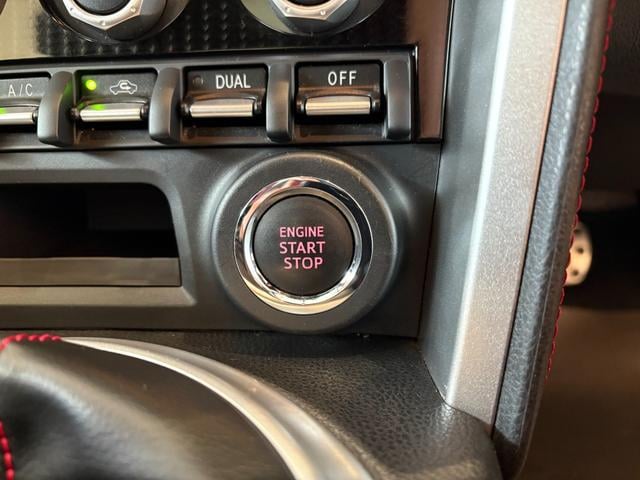 A/C
DUAL
OFF
ENGINE
START
STOP